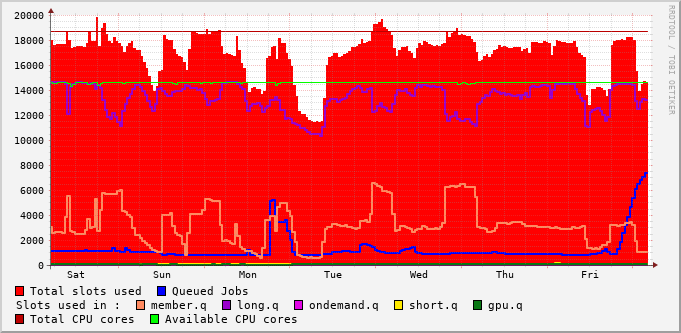 RRDTOOL / TOBI OETIKER
20000
18000
16000
14000
12000
10000
8000
6000
4000
2000
0
Sat Sun Mon Tue Wed Thu Fri
Total slots used Queued Jobs
Slots used in : member.q long.q ondemand.q short.q gpu.q
Total CPU cores Available CPU cores